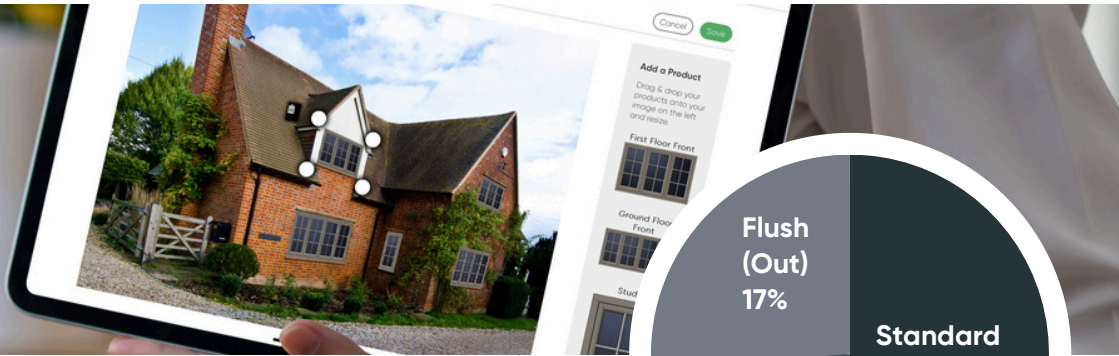 Cancel
Save
Add a Product
Drag & drop your
products onto your
image on the left
and resize.
First Floor Front
Ground Floor
Front
Flush
(Out)
17%
Standard